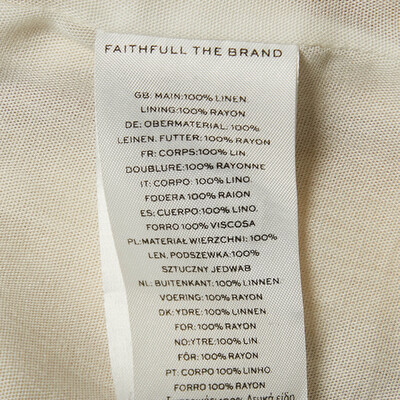 FAITHFULL THE BRAND
GB: MAIN:100% LINEN.
LINING:100% RAYON
DE: OBERMATERIAL: 100%
LEINEN. FUTTER: 100% RAYON
FR: CORPS:100% LIN.
DOUBLURE:100% RAYONNE
IT: CORPO: 100% LINO.
FODERA 100% RAION
ES: CUERPO: 100% LINO.
FORRO 100% VISCOSA
PL:MATERIAŁ WIERZCHNI: 100%
LEN. PODSZEWKA: 100%
SZTUCZNY JEDWAB
NL: BUITENKANT: 100% LINNEN.
VOERING: 100% RAYON
DK: YDRE: 100% LINNEN
FOR: 100% RAYON
NO:YTRE: 100% LIN.
FÔR: 100% RAYON
PT: CORPO 100% LINHO
FORRO 100% RAYON